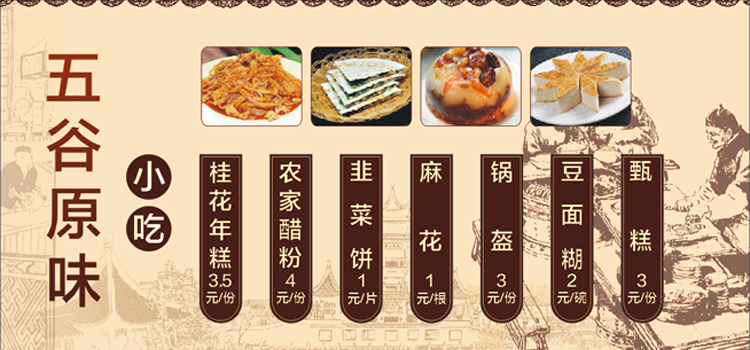 五谷原味
小吃
桂花年糕
3.5
元/份
农家醋粉
4
元/份
韭菜饼
1
元/片
麻花
1
元/根
锅盔
3
元/份
豆面糊
2
元/碗
甄糕
3
元/份